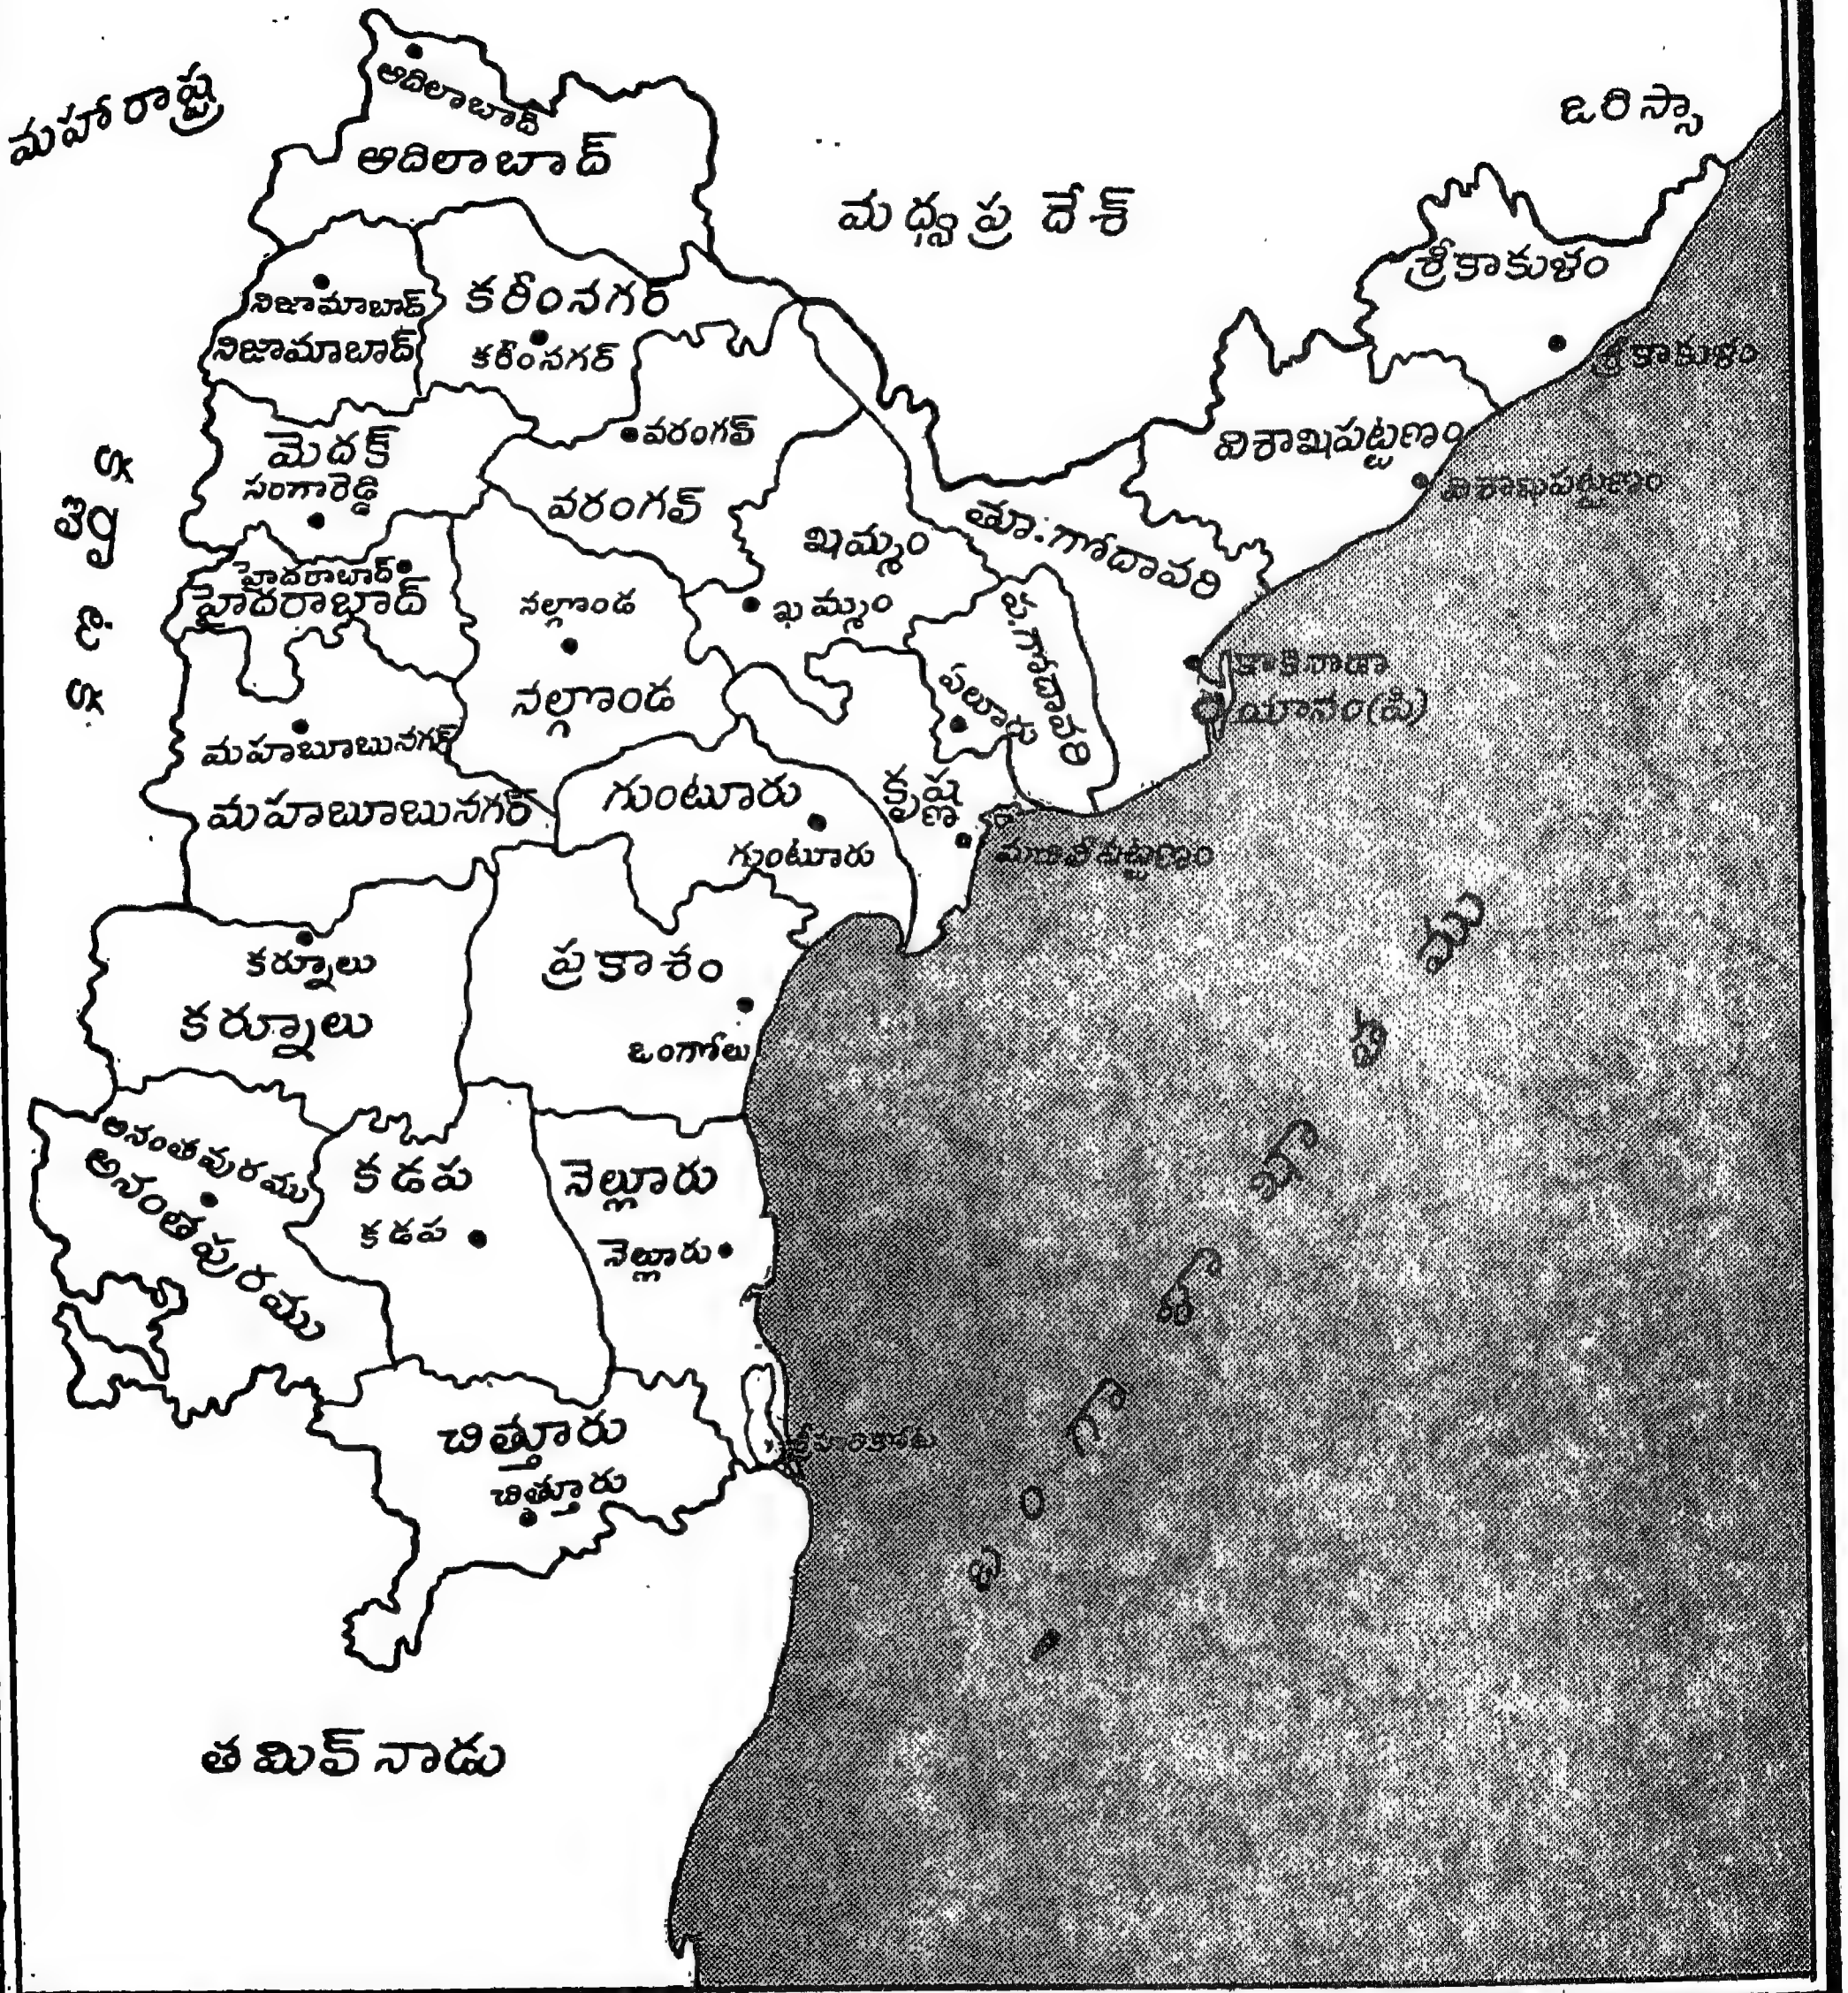 మహారాష్ట్ర
ఆదిలాబాద్
ఆదిలాబాద్
ఒరిస్సా
మధ్యప్రదేశ్
శ్రీకాకుళం
శ్రీకాకుళం
నిజామాబాద్
నిజామాబాద్
కరీంనగర్
కరీంనగర్
మెదక్
సంగారెడ్డి
వరంగల్
వరంగల్
విశాఖపట్టణం
విశాఖపట్టణం
హైదరాబాద్
హైదరాబాద్
నల్గొండ
నల్గొండ
ఖమ్మం
ఖమ్మం
తూ.గోదావరి
ప.గోదావరి
ఏలూరు
కాకినాడా
యానం(పి)
మహబూబునగర్
మహబూబునగర్
గుంటూరు
గుంటూరు
కృష్ణ
మచిలీపట్టణం
కర్నూలు
కర్నూలు
ప్రకాశం
ఒంగోలు
అనంతపురము
అనంతపురము
కడప
కడప
నెల్లూరు
నెల్లూరు
చిత్తూరు
చిత్తూరు
శ్రీహరికోట
బంగాళాఖాతము
తమిళ్‌నాడు